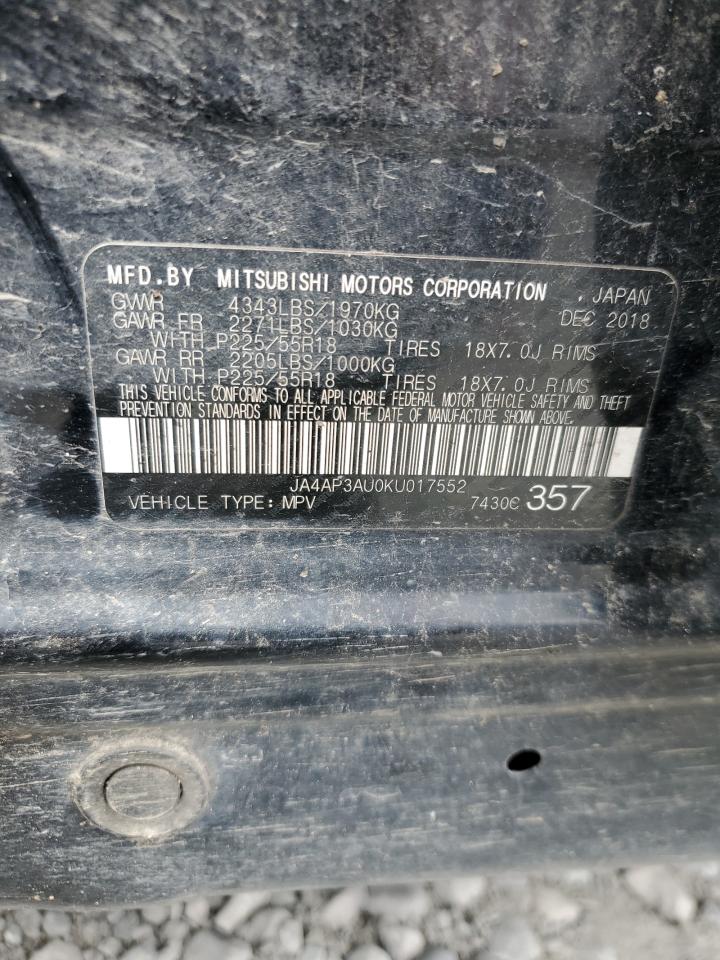 MFD.BY MITSUBISHI MOTORS CORPORATION , JAPAN
GVWR 4343LBS/1970KG DEC 2018
GAWR FR 2271LBS/1030KG
WITH P225/55R18 TIRES 18X7.0J RIMS
GAWR RR 2205LBS/1000KG
WITH P225/55R18 TIRES 18X7.0J RIMS
THIS VEHICLE CONFORMS TO ALL APPLICABLE FEDERAL MOTOR VEHICLE SAFETY AND THEFT
PREVENTION STANDARDS IN EFFECT ON THE DATE OF MANUFACTURE SHOWN ABOVE.
JA4AP3AU0KU017552
VEHICLE TYPE: MPV 7430C 357